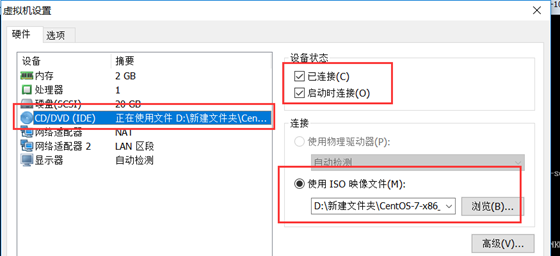 虚拟机设置
硬件 选项
设备 摘要
内存 2 GB
处理器 1
硬盘(SCSI) 20 GB
CD/DVD (IDE) 正在使用文件 D:\新建文件夹\Cen...
网络适配器 NAT
网络适配器 2 LAN 区段
显示器 自动检测
设备状态
已连接(C)
启动时连接(O)
连接
使用物理驱动器(P):
自动检测
使用 ISO 映像文件(M):
D:\新建文件夹\CentOS-7-x86_ 浏览(B)...
高级(V)...